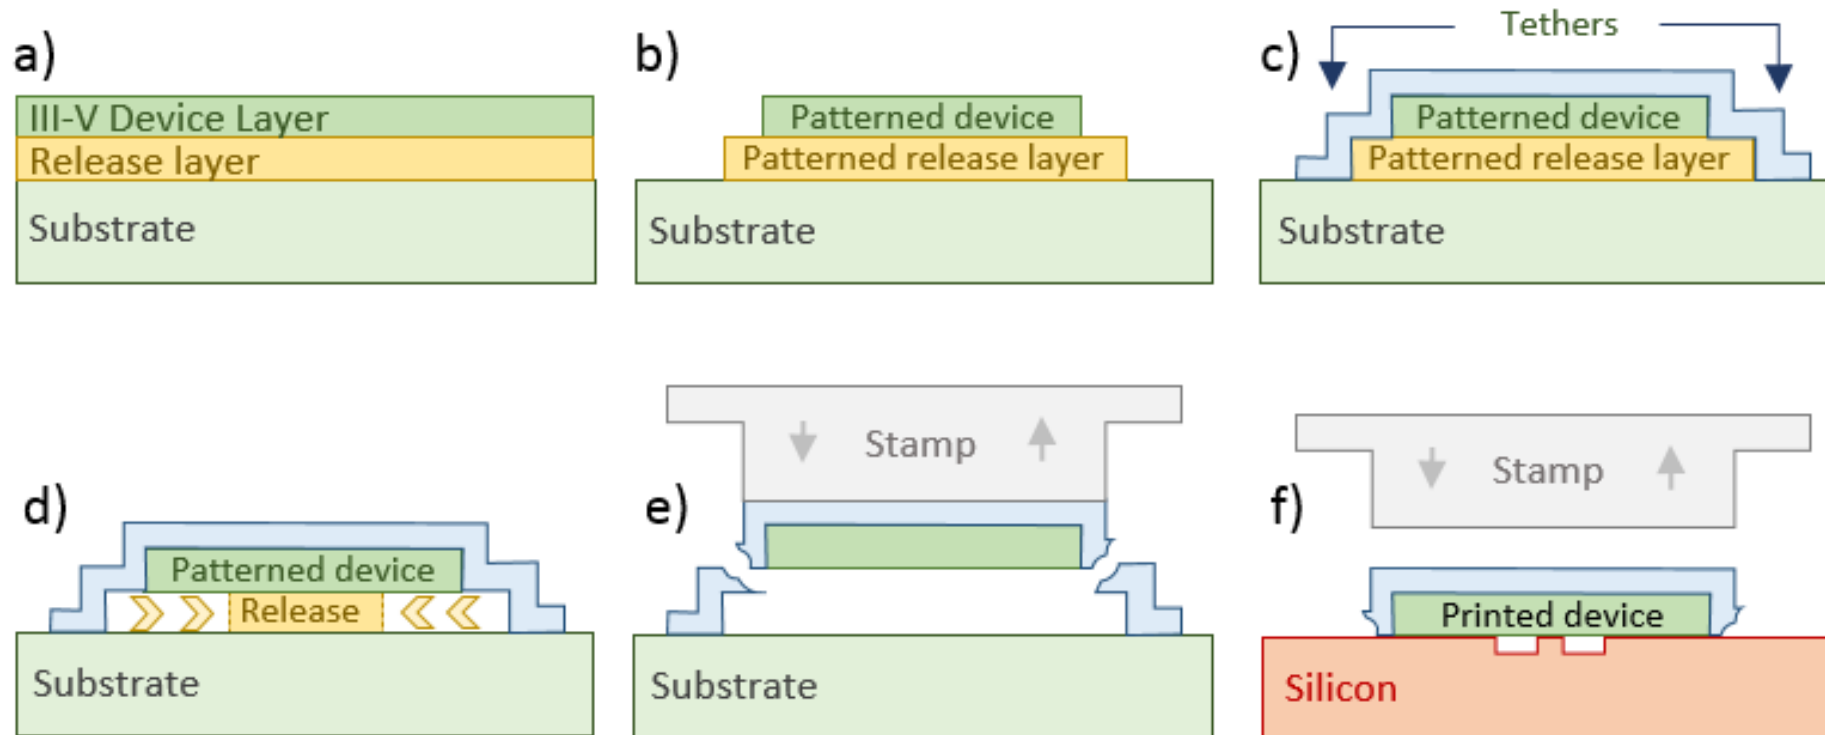 a)
III-V Device Layer
Release layer
Substrate
b)
Patterned device
Patterned release layer
Substrate
c)
Tethers
Patterned device
Patterned release layer
Substrate
d)
Patterned device
Release
Substrate
e)
Stamp
Substrate
f)
Stamp
Printed device
Silicon